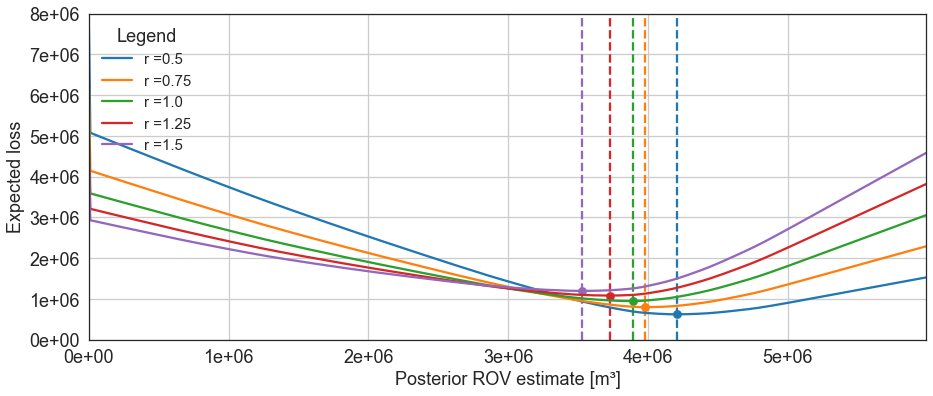 8e+06
7e+06
6e+06
5e+06
4e+06
3e+06
2e+06
1e+06
0e+00
Expected loss
Legend
r =0.5
r =0.75
r =1.0
r =1.25
r =1.5
0e+00 1e+06 2e+06 3e+06 4e+06 5e+06
Posterior ROV estimate [m³]